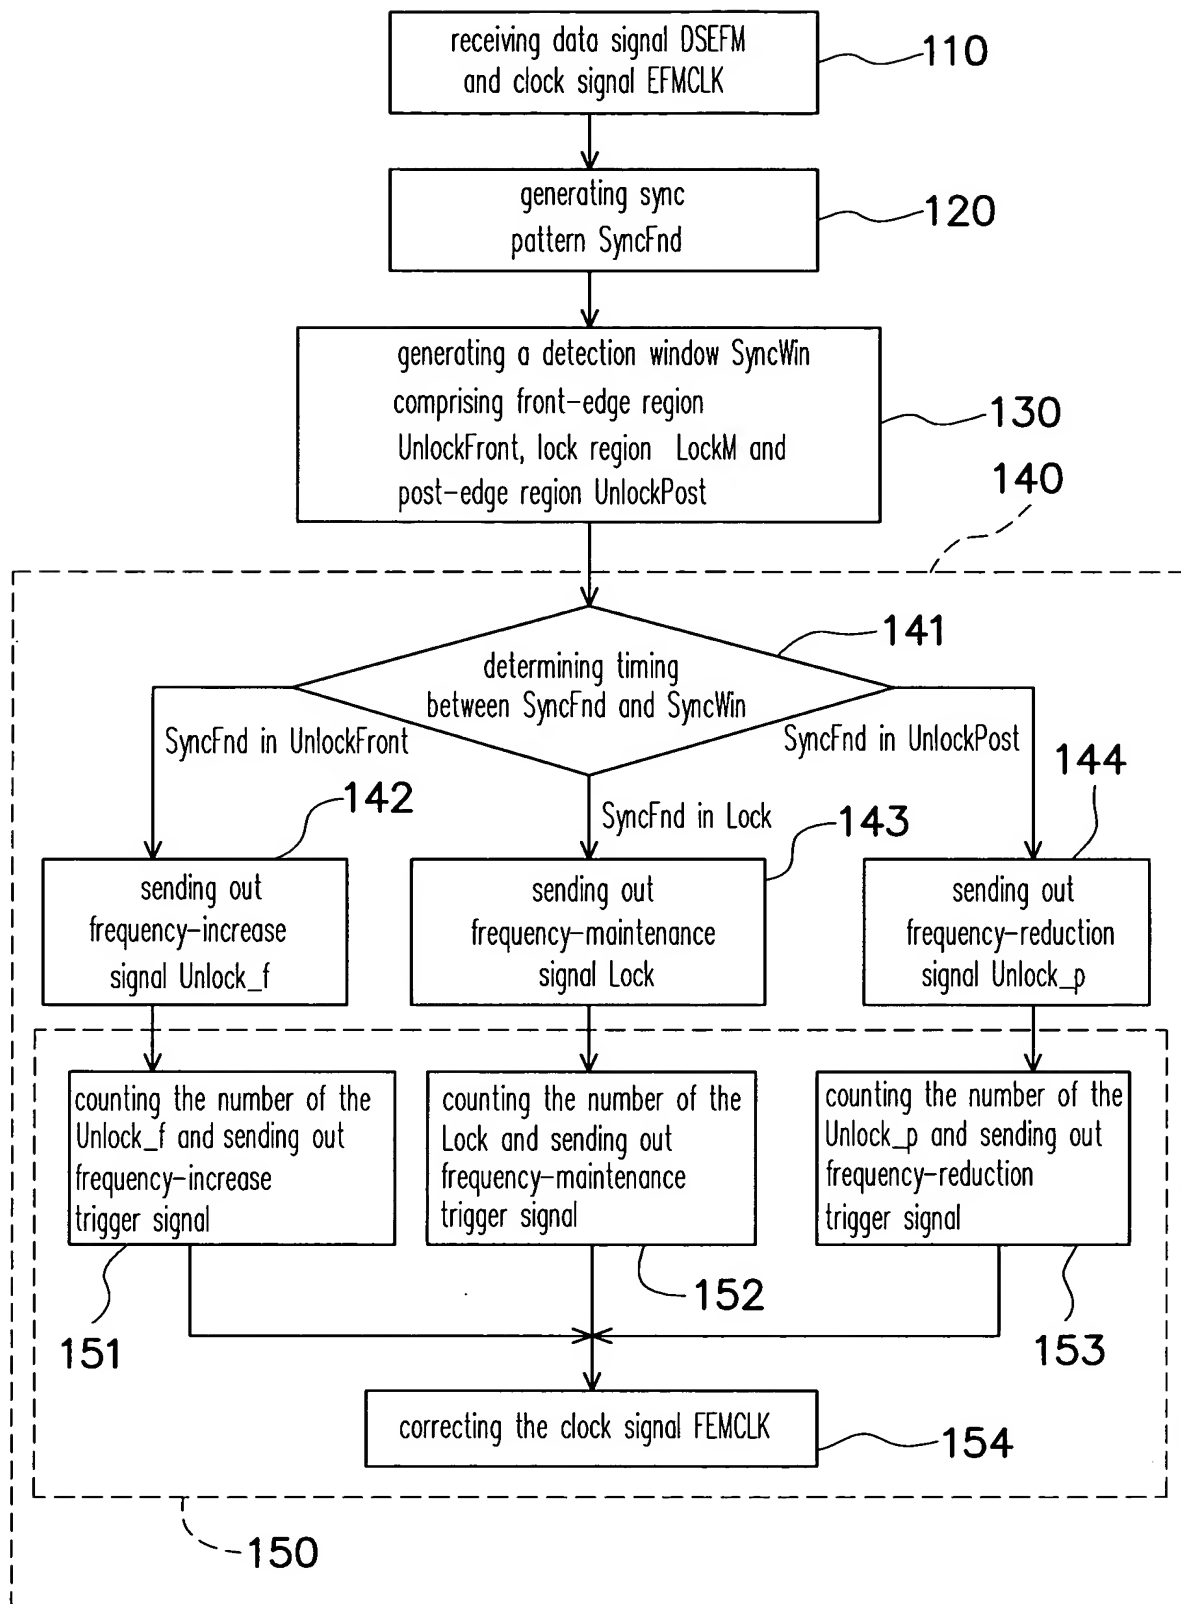 receiving data signal DSEFM
and clock signal EFMCLK
110
generating sync
pattern SyncFnd
120
generating a detection window SyncWin
comprising front-edge region
UnlockFront, lock region LockM and
post-edge region UnlockPost
130
140
determining timing
between SyncFnd and SyncWin
141
SyncFnd in UnlockFront
SyncFnd in Lock
SyncFnd in UnlockPost
142
143
144
sending out
frequency-increase
signal Unlock_f
sending out
frequency-maintenance
signal Lock
sending out
frequency-reduction
signal Unlock_p
counting the number of the
Unlock_f and sending out
frequency-increase
trigger signal
counting the number of the
Lock and sending out
frequency-maintenance
trigger signal
counting the number of the
Unlock_p and sending out
frequency-reduction
trigger signal
151
152
153
correcting the clock signal FEMCLK
154
150